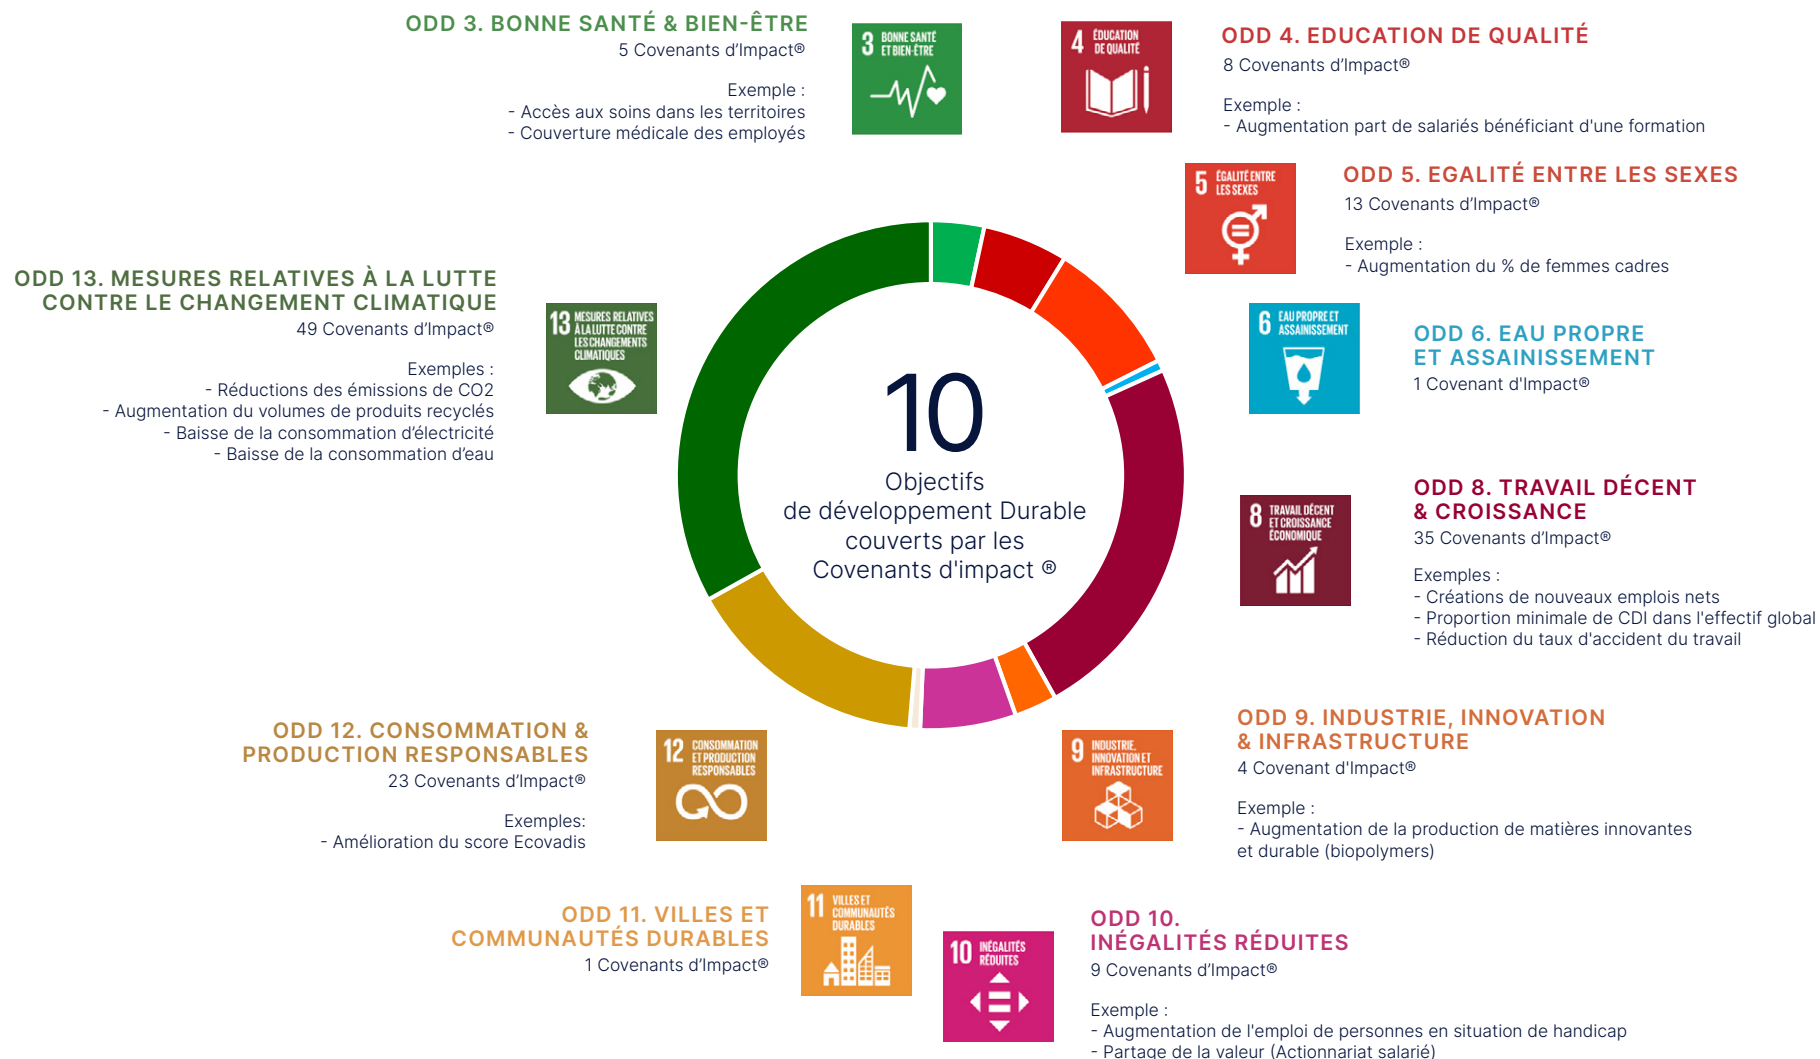 ODD 3. BONNE SANTÉ & BIEN-ÊTRE
5 Covenants d’Impact®
Exemple :
- Accès aux soins dans les territoires
- Couverture médicale des employés
3 BONNE SANTÉ
ET BIEN-ÊTRE
4 ÉDUCATION
DE QUALITÉ
ODD 4. EDUCATION DE QUALITÉ
8 Covenants d’Impact®
Exemple :
- Augmentation part de salariés bénéficiant d'une formation
5 ÉGALITÉ ENTRE
LES SEXES
ODD 5. EGALITÉ ENTRE LES SEXES
13 Covenants d’Impact®
Exemple :
- Augmentation du % de femmes cadres
6 EAU PROPRE ET
ASSAINISSEMENT
ODD 6. EAU PROPRE
ET ASSAINISSEMENT
1 Covenant d'Impact®
8 TRAVAIL DÉCENT
ET CROISSANCE
ÉCONOMIQUE
ODD 8. TRAVAIL DÉCENT
& CROISSANCE
35 Covenants d’Impact®
Exemples :
- Créations de nouveaux emplois nets
- Proportion minimale de CDI dans l'effectif global
- Réduction du taux d'accident du travail
9 INDUSTRIE,
INNOVATION ET
INFRASTRUCTURE
ODD 9. INDUSTRIE, INNOVATION
& INFRASTRUCTURE
4 Covenant d'Impact®
Exemple :
- Augmentation de la production de matières innovantes
et durable (biopolymers)
10 INÉGALITÉS
RÉDUITES
ODD 10.
INÉGALITÉS RÉDUITES
9 Covenants d’Impact®
Exemple :
- Augmentation de l'emploi de personnes en situation de handicap
- Partage de la valeur (Actionnariat salarié)
ODD 11. VILLES ET
COMMUNAUTÉS DURABLES
1 Covenants d’Impact®
11 VILLES ET
COMMUNAUTÉS
DURABLES
ODD 12. CONSOMMATION &
PRODUCTION RESPONSABLES
23 Covenants d’Impact®
Exemples:
- Amélioration du score Ecovadis
12 CONSOMMATION
ET PRODUCTION
RESPONSABLES
ODD 13. MESURES RELATIVES À LA LUTTE
CONTRE LE CHANGEMENT CLIMATIQUE
49 Covenants d’Impact®
Exemples :
- Réductions des émissions de CO2
- Augmentation du volumes de produits recyclés
- Baisse de la consommation d’électricité
- Baisse de la consommation d’eau
13 MESURES RELATIVES
À LA LUTTE CONTRE
LES CHANGEMENTS
CLIMATIQUES
10
Objectifs
de développement Durable
couverts par les
Covenants d'impact ®